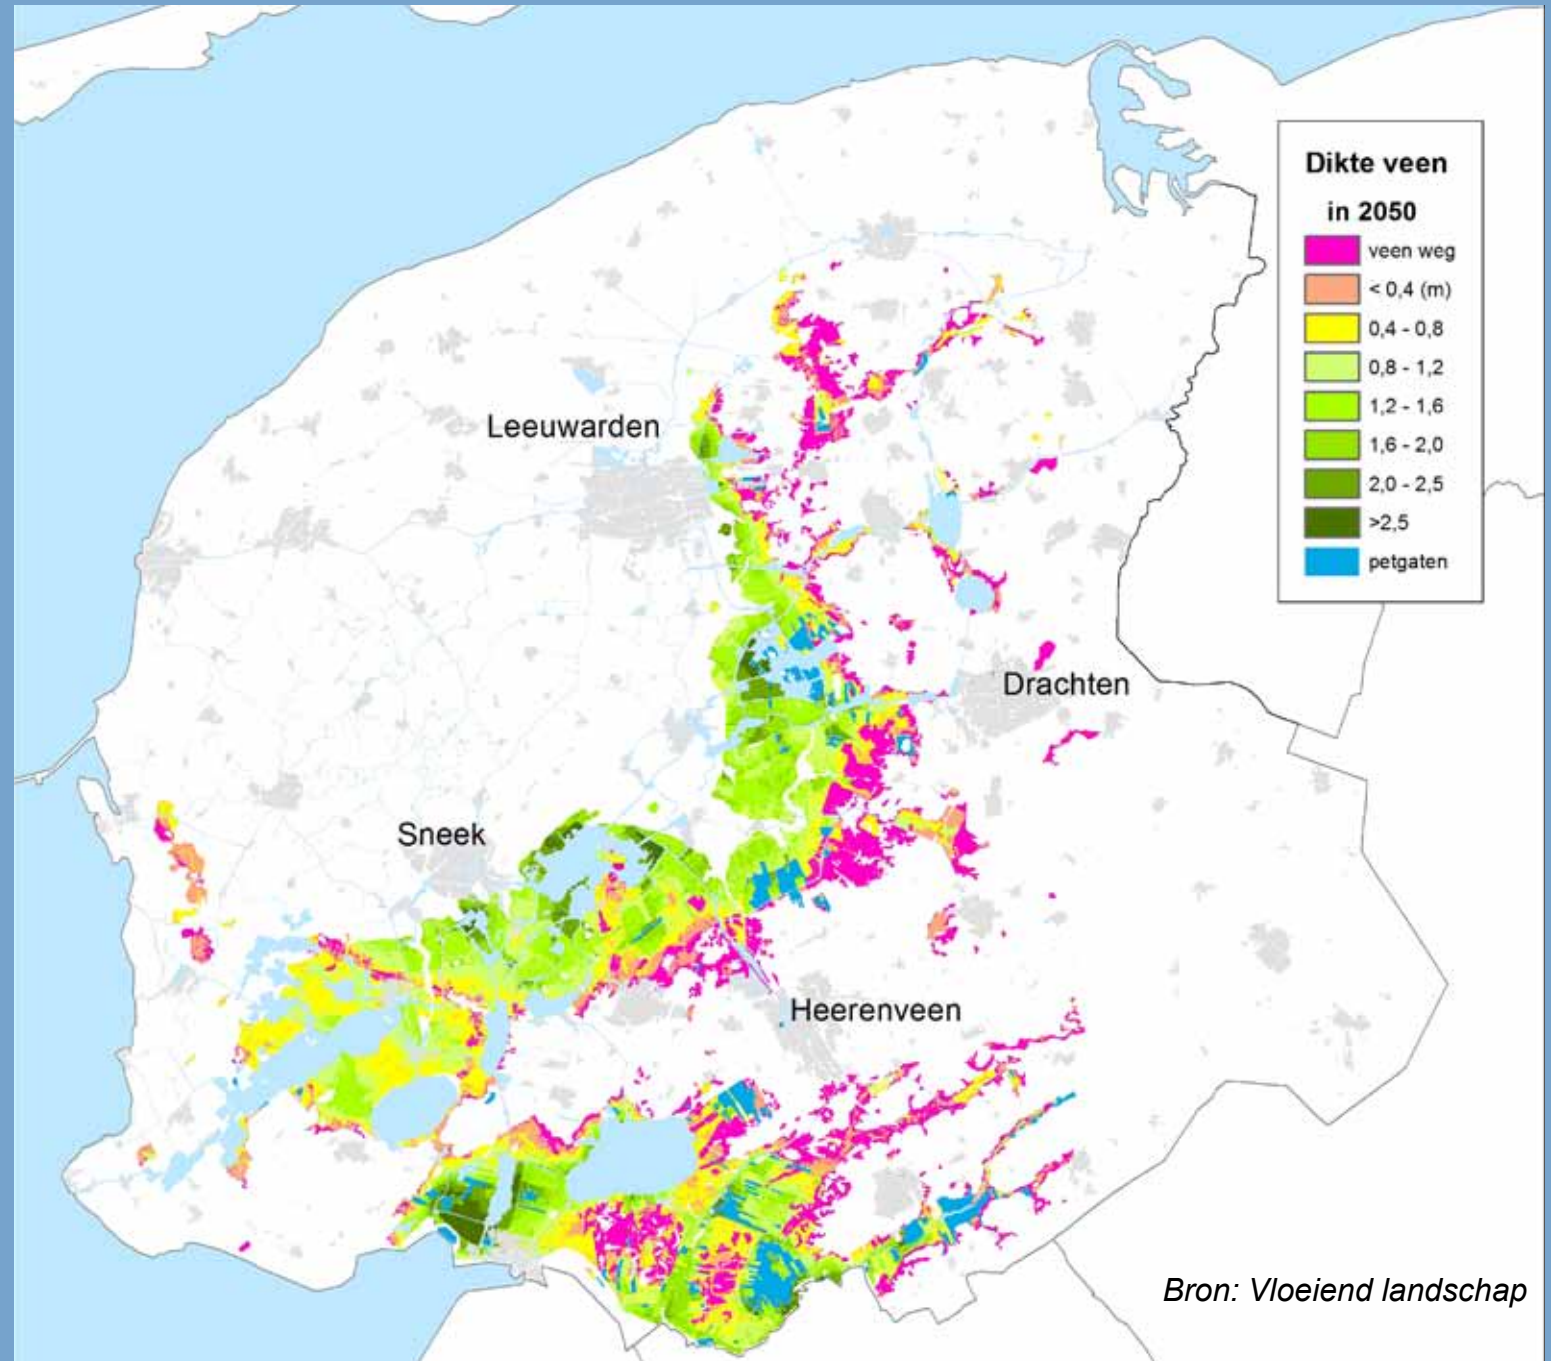 Dikte veen
in 2050
veen weg
< 0,4 (m)
0,4 - 0,8
0,8 - 1,2
1,2 - 1,6
1,6 - 2,0
2,0 - 2,5
>2,5
petgaten
Leeuwarden
Drachten
Sneek
Heerenveen
Bron: Vloeiend landschap